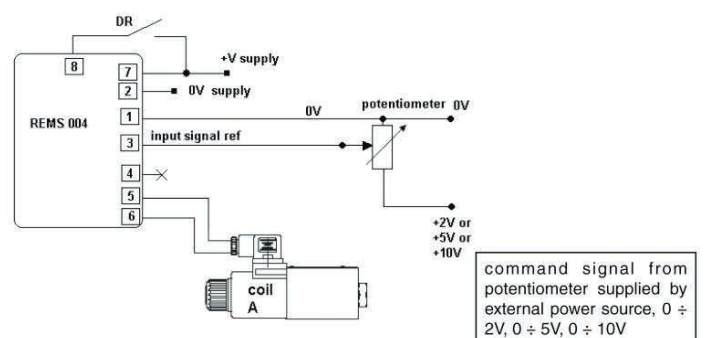 DR
8
+V supply
7
2
0V supply
REMS 004
1
0V
potentiometer 0V
3
input signal ref
4
5
6
+2V or
+5V or
+10V
coil
A
command signal from
potentiometer supplied by
external power source, 0 ÷
2V, 0 ÷ 5V, 0 ÷ 10V